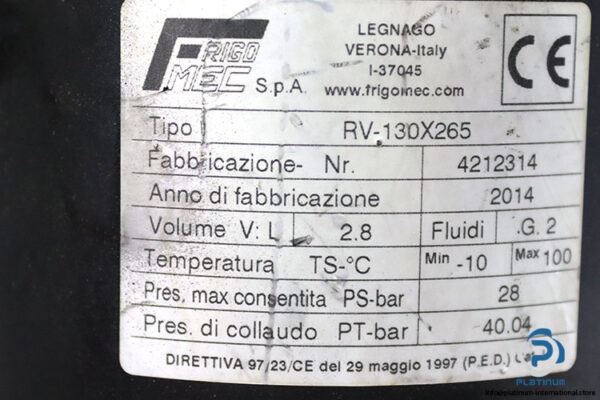 FRIGO
MEC S.p.A.
LEGNAGO
VERONA-Italy
I-37045
www.frigomec.com
CE
Tipo RV-130X265
Fabbricazione- Nr. 4212314
Anno di fabbricazione 2014
Volume V: L 2.8 Fluidi .G. 2
Temperatura TS-°C Min -10 Max 100
Pres. max consentita PS-bar 28
Pres. di collaudo PT-bar 40.04
DIRETTIVA 97/23/CE del 29 maggio 1997 (P.E.D.)
PLATINUM
info@platinum-international.store